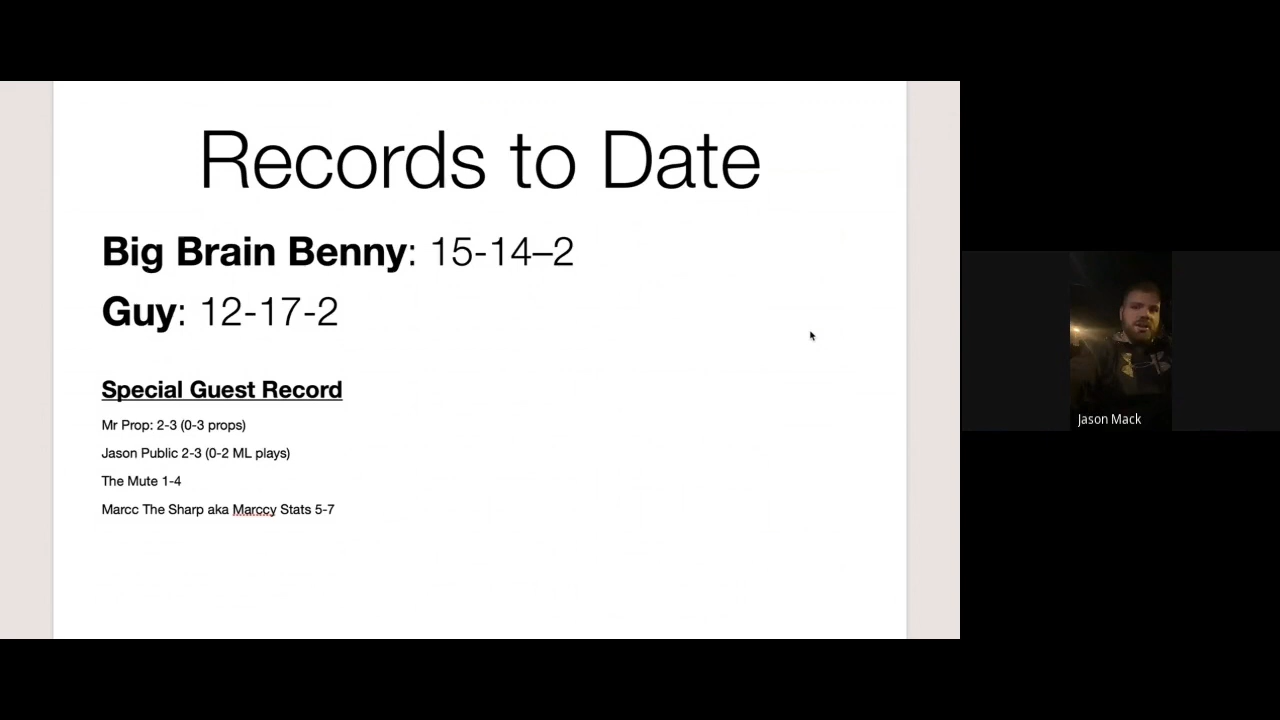 Records to Date
Big Brain Benny: 15-14–2
Guy: 12-17-2
Special Guest Record
Mr Prop: 2-3 (0-3 props)
Jason Public 2-3 (0-2 ML plays)
The Mute 1-4
Marcc The Sharp aka Marccy Stats 5-7
Jason Mack